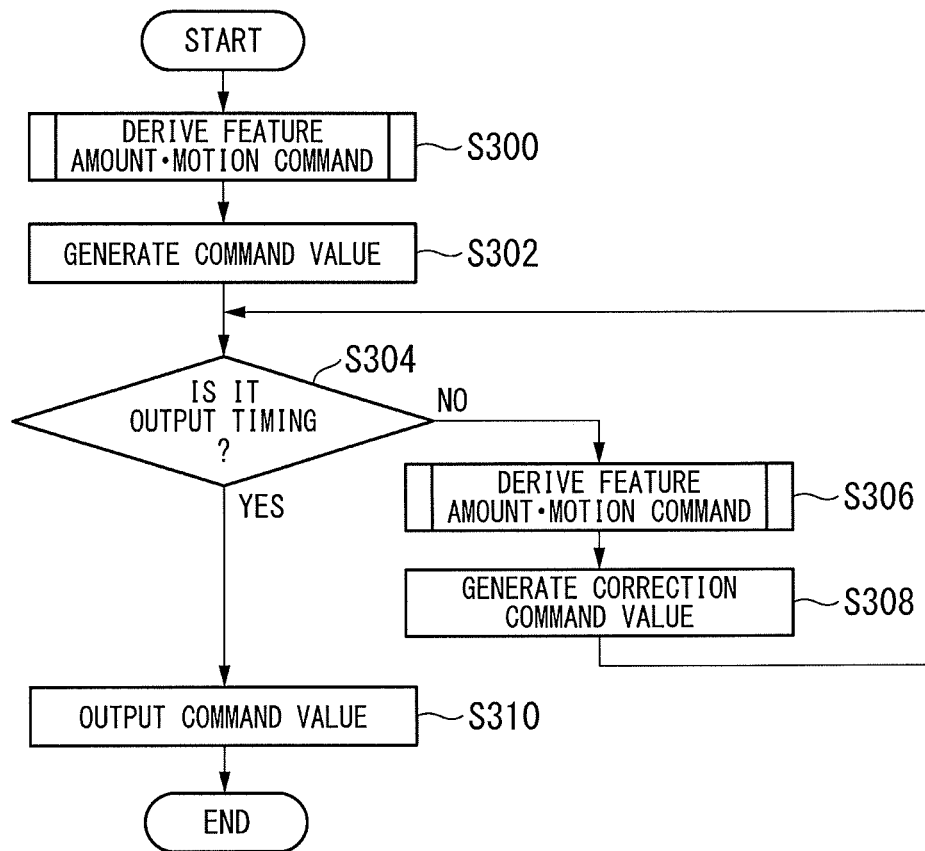 START
DERIVE FEATURE
AMOUNT·MOTION COMMAND
S300
GENERATE COMMAND VALUE
S302
S304
IS IT
OUTPUT TIMING
?
NO
YES
DERIVE FEATURE
AMOUNT·MOTION COMMAND
S306
GENERATE CORRECTION
COMMAND VALUE
S308
OUTPUT COMMAND VALUE
S310
END